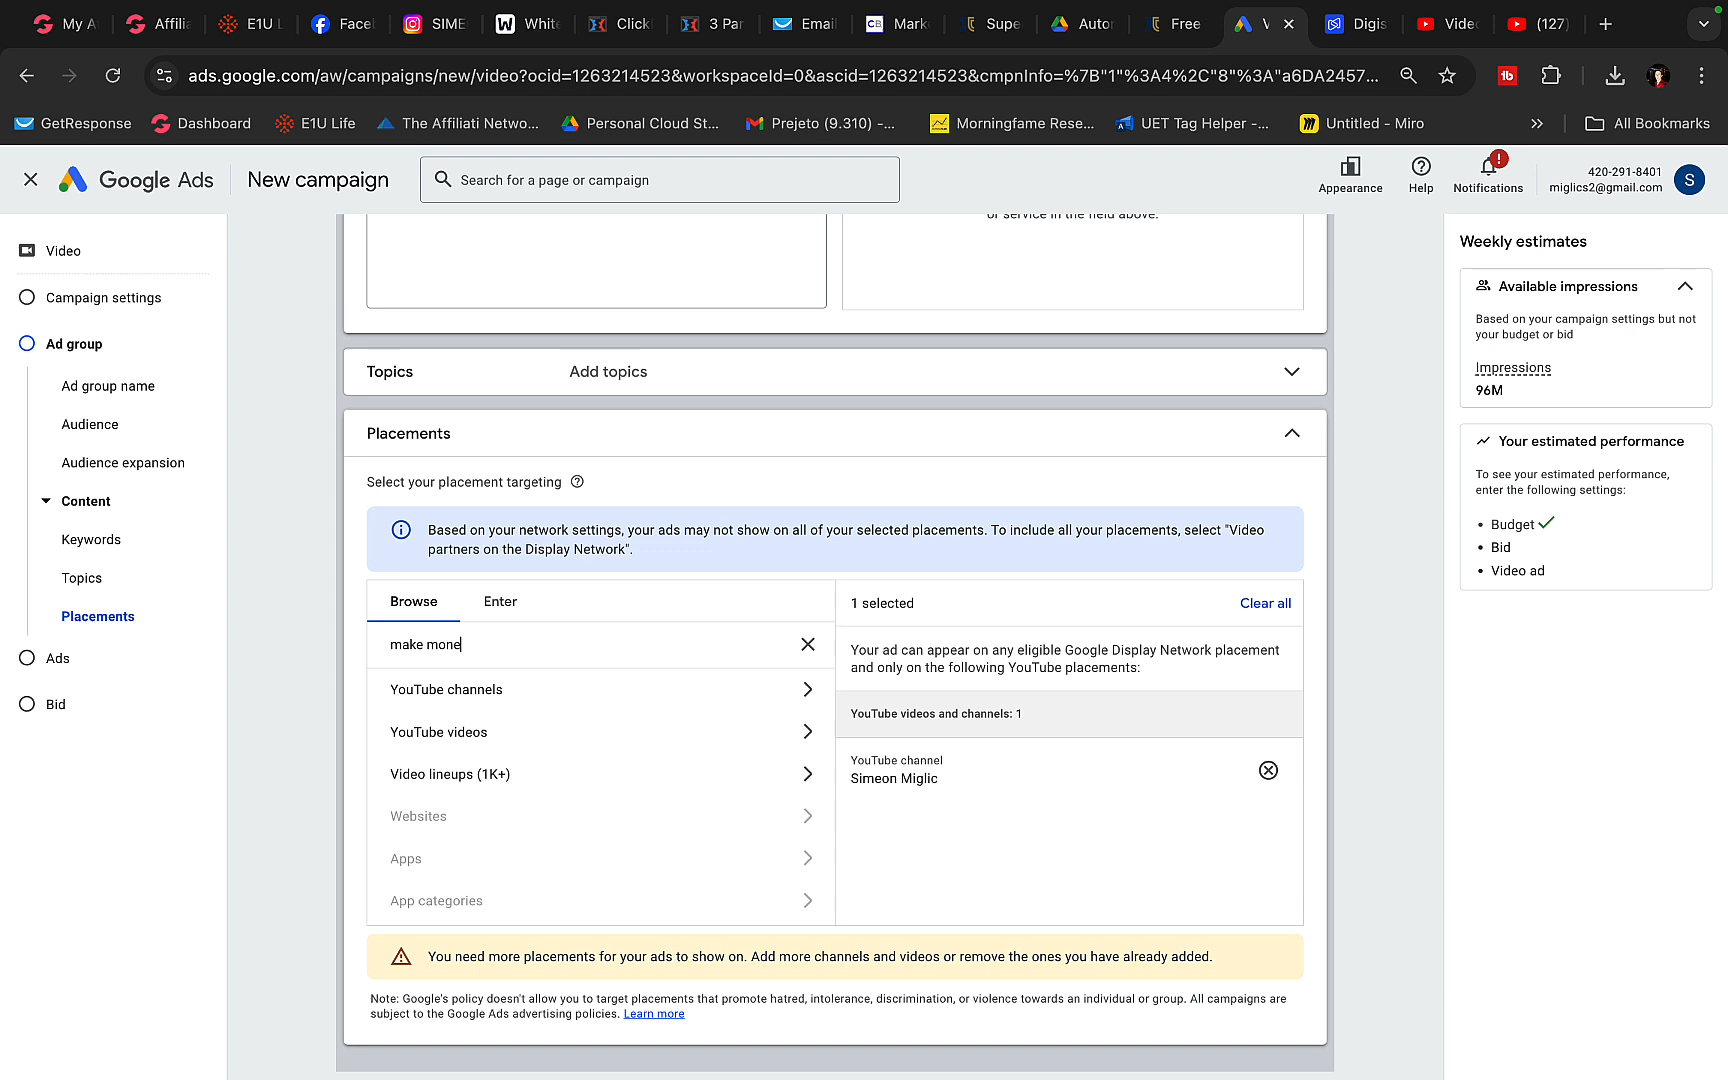 My A
Affilia
E1U L
Face
SIME
White
Click
3 Par
Email
Mark
Supe
Autor
Free
V
Digis
Vide
(127)
ads.google.com/aw/campaigns/new/video?ocid=1263214523&workspaceId=0&ascid=1263214523&cmpnInfo=%7B"1"%3A4%2C"8"%3A"a6DA2457...
GetResponse
Dashboard
E1U Life
The Affiliati Netwo...
Personal Cloud St...
Prejeto (9.310) -...
Morningfame Rese...
UET Tag Helper -...
Untitled - Miro
All Bookmarks
Google Ads
New campaign
Search for a page or campaign
Appearance
Help
Notifications
420-291-8401
miglics2@gmail.com
S
Video
Campaign settings
Ad group
Ad group name
Audience
Audience expansion
Content
Keywords
Topics
Placements
Ads
Bid
or service in the field above.
Topics
Add topics
Placements
Select your placement targeting
Based on your network settings, your ads may not show on all of your selected placements. To include all your placements, select "Video
partners on the Display Network".
Browse
Enter
make mone
YouTube channels
YouTube videos
Video lineups (1K+)
Websites
Apps
App categories
1 selected
Clear all
Your ad can appear on any eligible Google Display Network placement
and only on the following YouTube placements:
YouTube videos and channels: 1
YouTube channel
Simeon Miglic
You need more placements for your ads to show on. Add more channels and videos or remove the ones you have already added.
Note: Google's policy doesn't allow you to target placements that promote hatred, intolerance, discrimination, or violence towards an individual or group. All campaigns are
subject to the Google Ads advertising policies. Learn more
Weekly estimates
Available impressions
Based on your campaign settings but not
your budget or bid
Impressions
96M
Your estimated performance
To see your estimated performance,
enter the following settings:
• Budget
• Bid
• Video ad